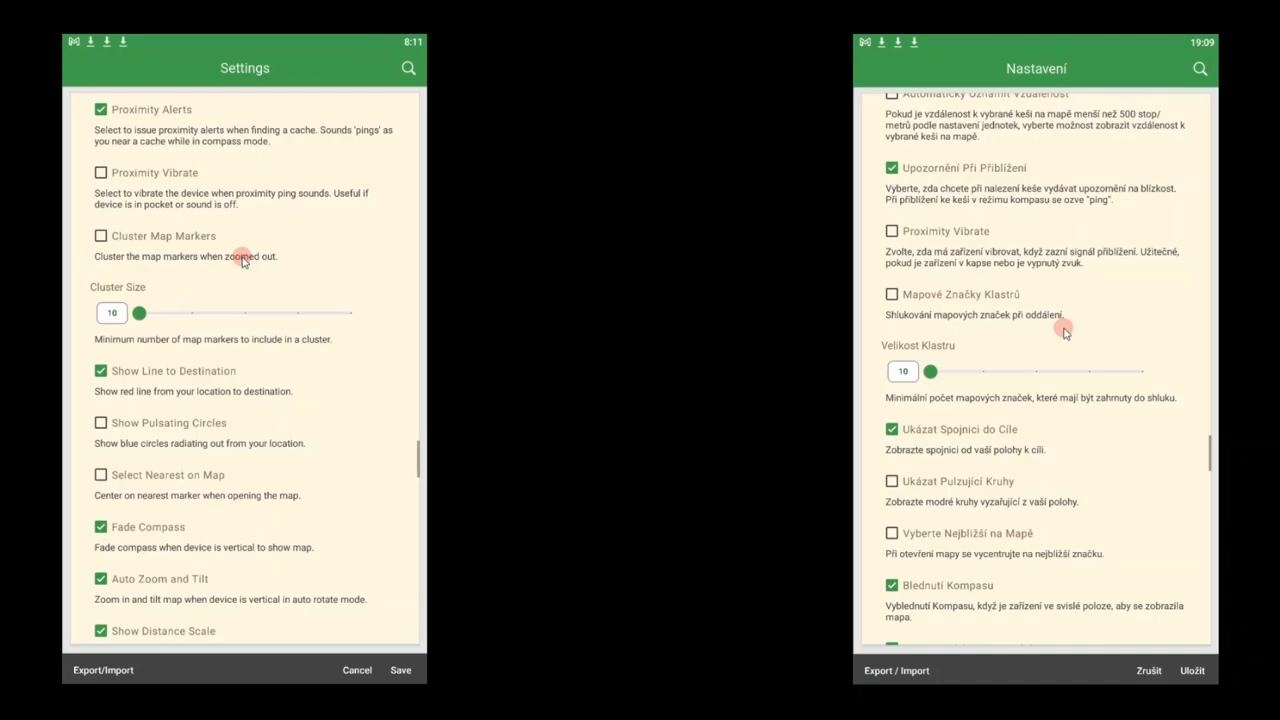 8:11
Settings
Proximity Alerts
Select to issue proximity alerts when finding a cache. Sounds 'pings' as
you near a cache while in compass mode.
Proximity Vibrate
Select to vibrate the device when proximity ping sounds. Useful if
device is in pocket or sound is off.
Cluster Map Markers
Cluster the map markers when zoomed out.
Cluster Size
10
Minimum number of map markers to include in a cluster.
Show Line to Destination
Show red line from your location to destination.
Show Pulsating Circles
Show blue circles radiating out from your location.
Select Nearest on Map
Center on nearest marker when opening the map.
Fade Compass
Fade compass when device is vertical to show map.
Auto Zoom and Tilt
Zoom in and tilt map when device is vertical in auto rotate mode.
Show Distance Scale
Export/Import
Cancel
Save
19:09
Nastavení
Automaticky Oznámit Vzdálenost
Pokud je vzdálenost k vybrané keši na mapě menší než 500 stop/
metrů podle nastavení jednotek, vyberte možnost zobrazit vzdálenost k
vybrané keši na mapě.
Upozornění Při Přiblížení
Vyberte, zda chcete při nalezení keše vydávat upozornění na blízkost.
Při přiblížení ke keši v režimu kompasu se ozve "ping".
Proximity Vibrate
Zvolte, zda má zařízení vibrovat, když zazní signál přiblížení. Užitečné,
pokud je zařízení v kapse nebo je vypnutý zvuk.
Mapové Značky Klastrů
Shlukování mapových značek při oddálení.
Velikost Klastru
10
Minimální počet mapových značek, které mají být zahrnuty do shluku.
Ukázat Spojnici do Cíle
Zobrazte spojnici od vaší polohy k cíli.
Ukázat Pulzující Kruhy
Zobrazte modré kruhy vyzařující z vaší polohy.
Vyberte Nejbližší na Mapě
Při otevření mapy se vycentrujte na nejbližší značku.
Blednutí Kompasu
Vyblednutí Kompasu, když je zařízení ve svislé poloze, aby se zobrazila
mapa.
Export / Import
Zrušit
Uložit